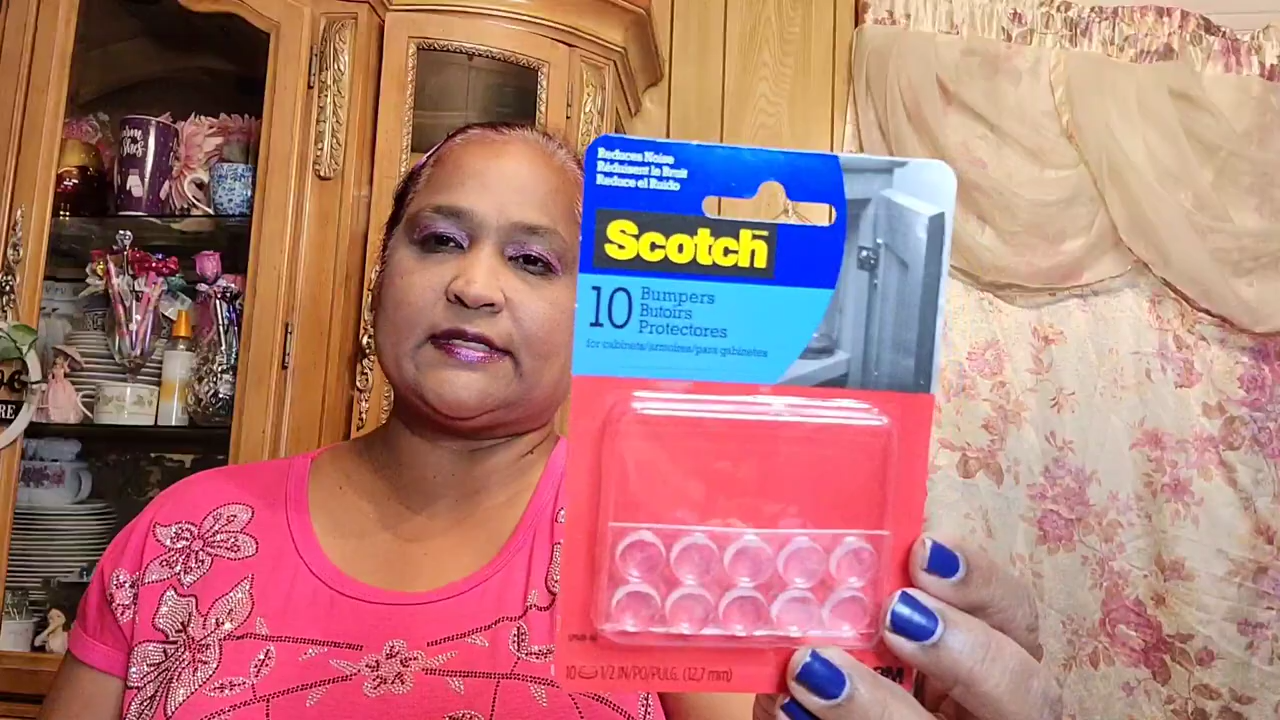 Reduces Noise
Réduisent le Bruit
Reduce el Ruido
Scotch
10 Bumpers
Butoirs
Protectores
for cabinets/armoires/para gabinetes
10 1/2 IN/PO/PULG. (12,7 mm)
RE